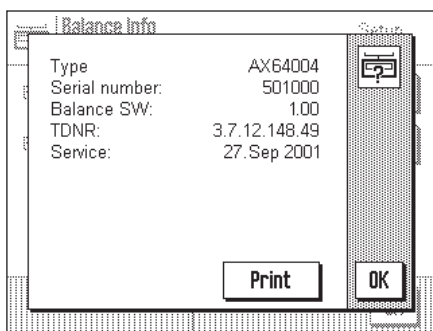 Balance Info
Setup
Type AX64004
Serial number: 501000
Balance SW: 1.00
TDNR: 3.7.12.148.49
Service: 27.Sep 2001
?
Print
OK